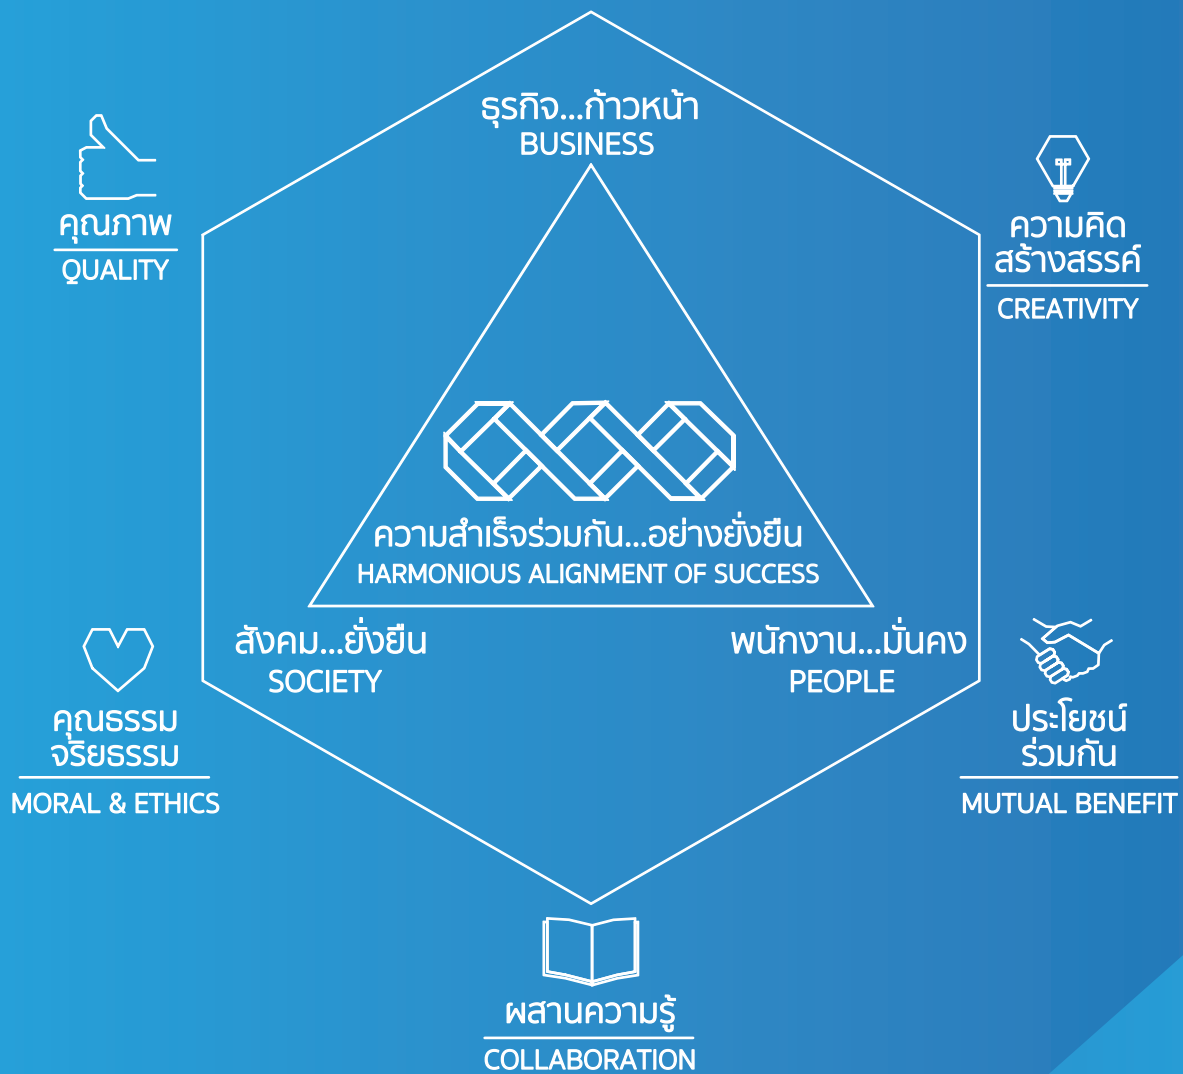 ธุรกิจ...ก้าวหน้า
BUSINESS
คุณภาพ
QUALITY
ความคิด
สร้างสรรค์
CREATIVITY
ความสำเร็จร่วมกัน...อย่างยั่งยืน
HARMONIOUS ALIGNMENT OF SUCCESS
สังคม...ยั่งยืน
SOCIETY
พนักงาน...มั่นคง
PEOPLE
คุณธรรม
จริยธรรม
MORAL & ETHICS
ประโยชน์
ร่วมกัน
MUTUAL BENEFIT
ผสานความรู้
COLLABORATION